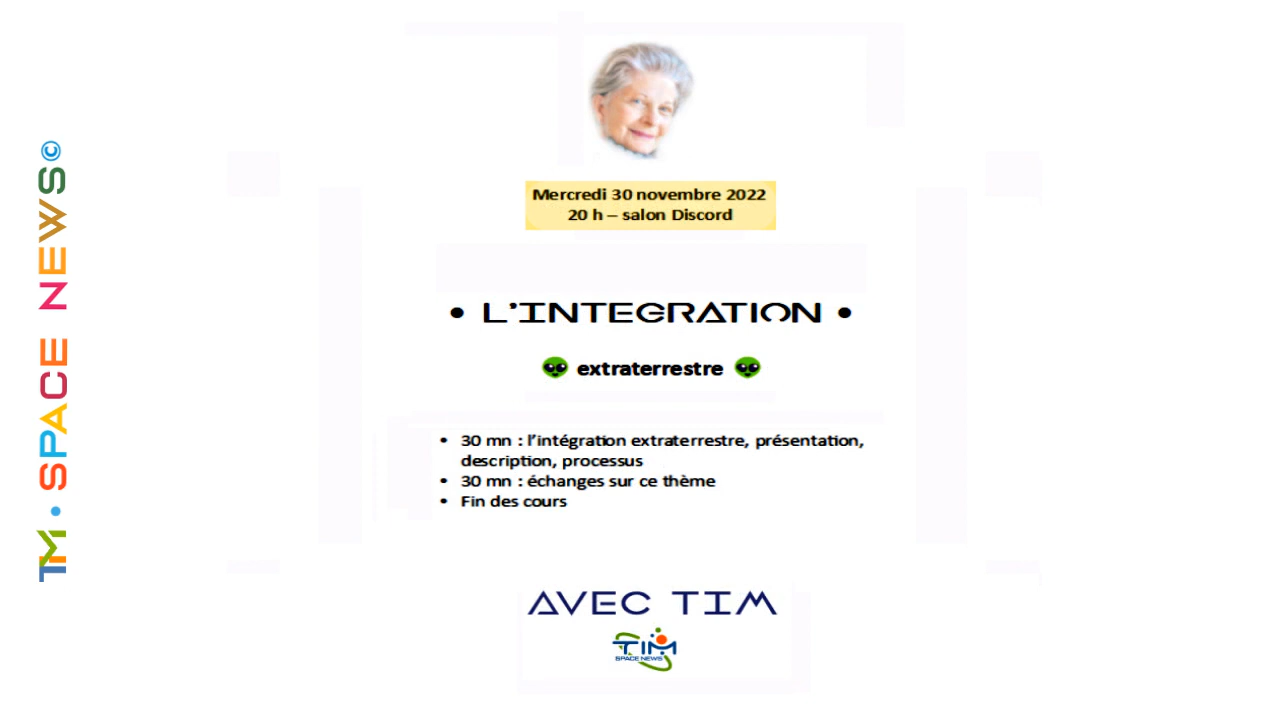 TIM • SPACE NEWS©
Mercredi 30 novembre 2022
20 h – salon Discord
• L'INTEGRATION •
extraterrestre
• 30 mn : l'intégration extraterrestre, présentation,
description, processus
• 30 mn : échanges sur ce thème
• Fin des cours
AVEC TIM
TIM
SPACE NEWS